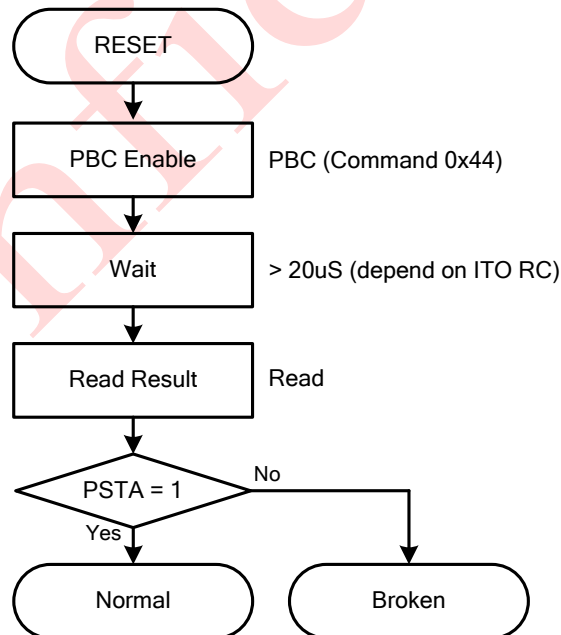 RESET
PBC Enable
PBC (Command 0x44)
Wait
> 20uS (depend on ITO RC)
Read Result
Read
PSTA = 1
No
Yes
Normal
Broken